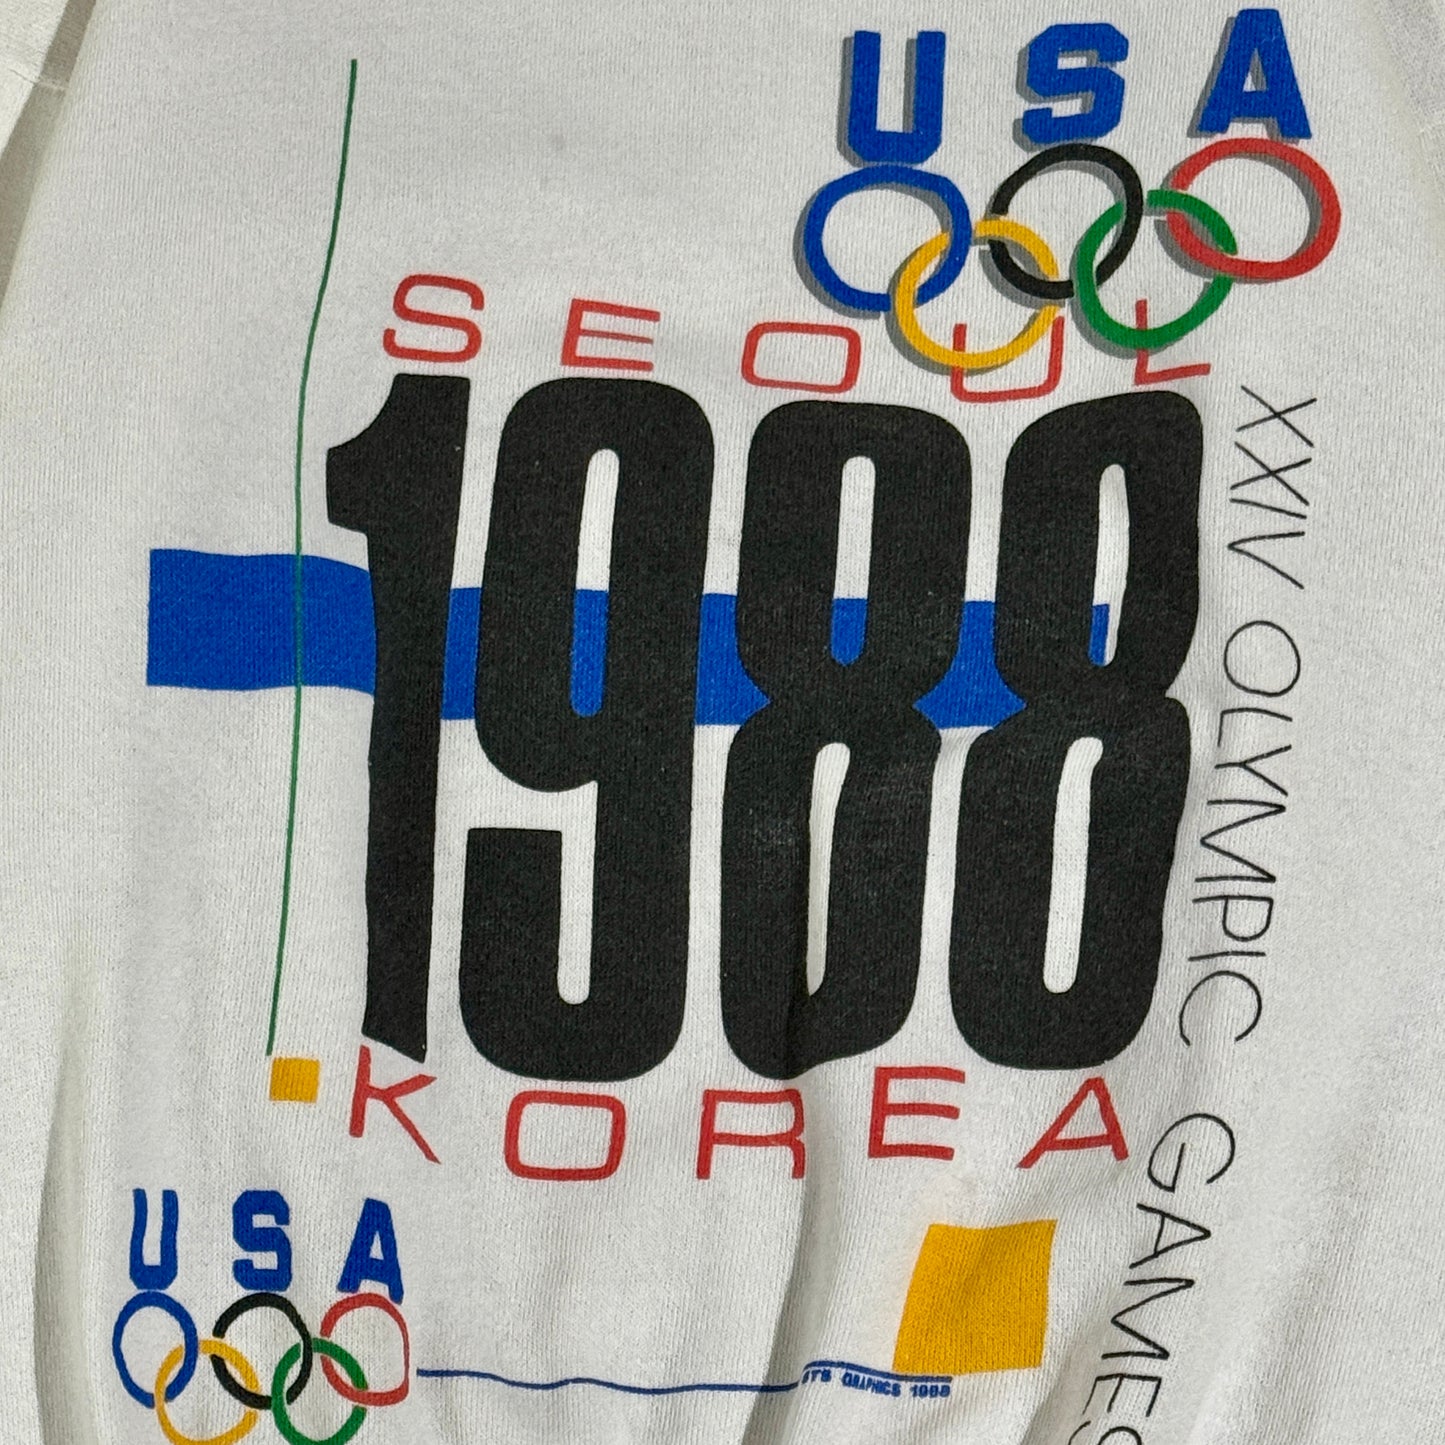 USA
SEOUL
1988
XXIV OLYMPIC GAMES
KOREA
USA
GRAPHICS 1988